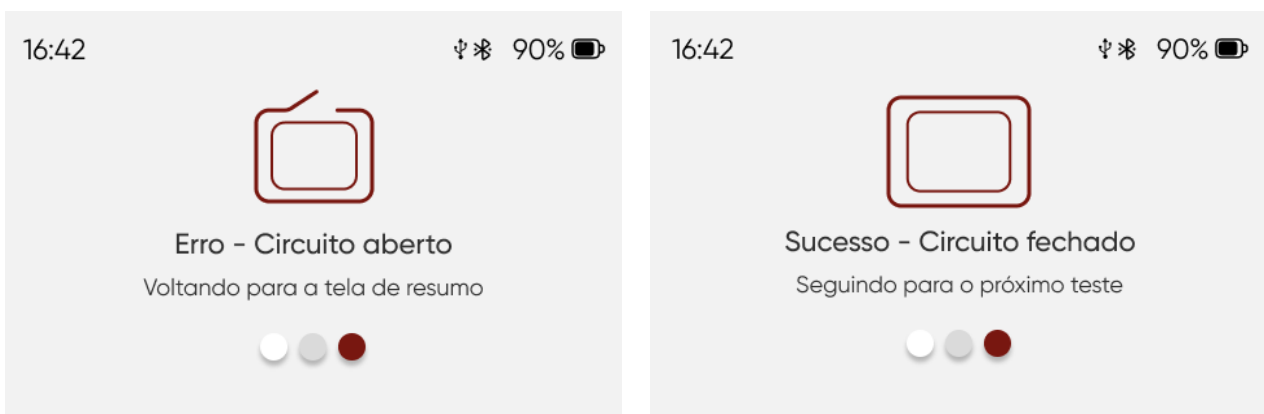 16:42 90%
Erro - Circuito aberto
Voltando para a tela de resumo
16:42 90%
Sucesso - Circuito fechado
Seguindo para o próximo teste